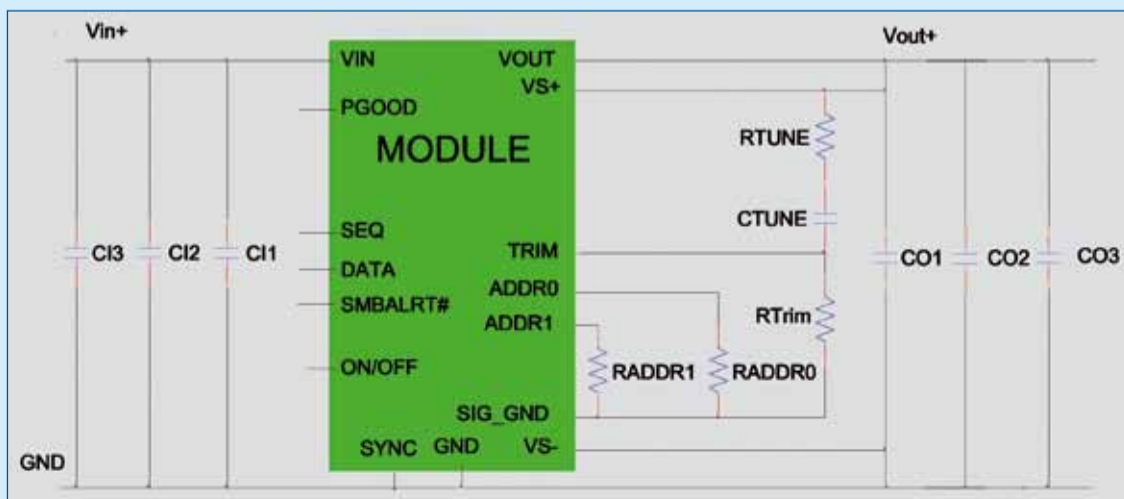 Vin+
Vout+
VIN
VOUT
VS+
PGOOD
MODULE
RTUNE
CTUNE
SEQ
TRIM
CI3
CI2
CI1
DATA
CO1
CO2
CO3
ADDR0
SMBALRT#
RTrim
ADDR1
ON/OFF
RADDR1
RADDR0
SIG_GND
GND
SYNC
GND
VS-